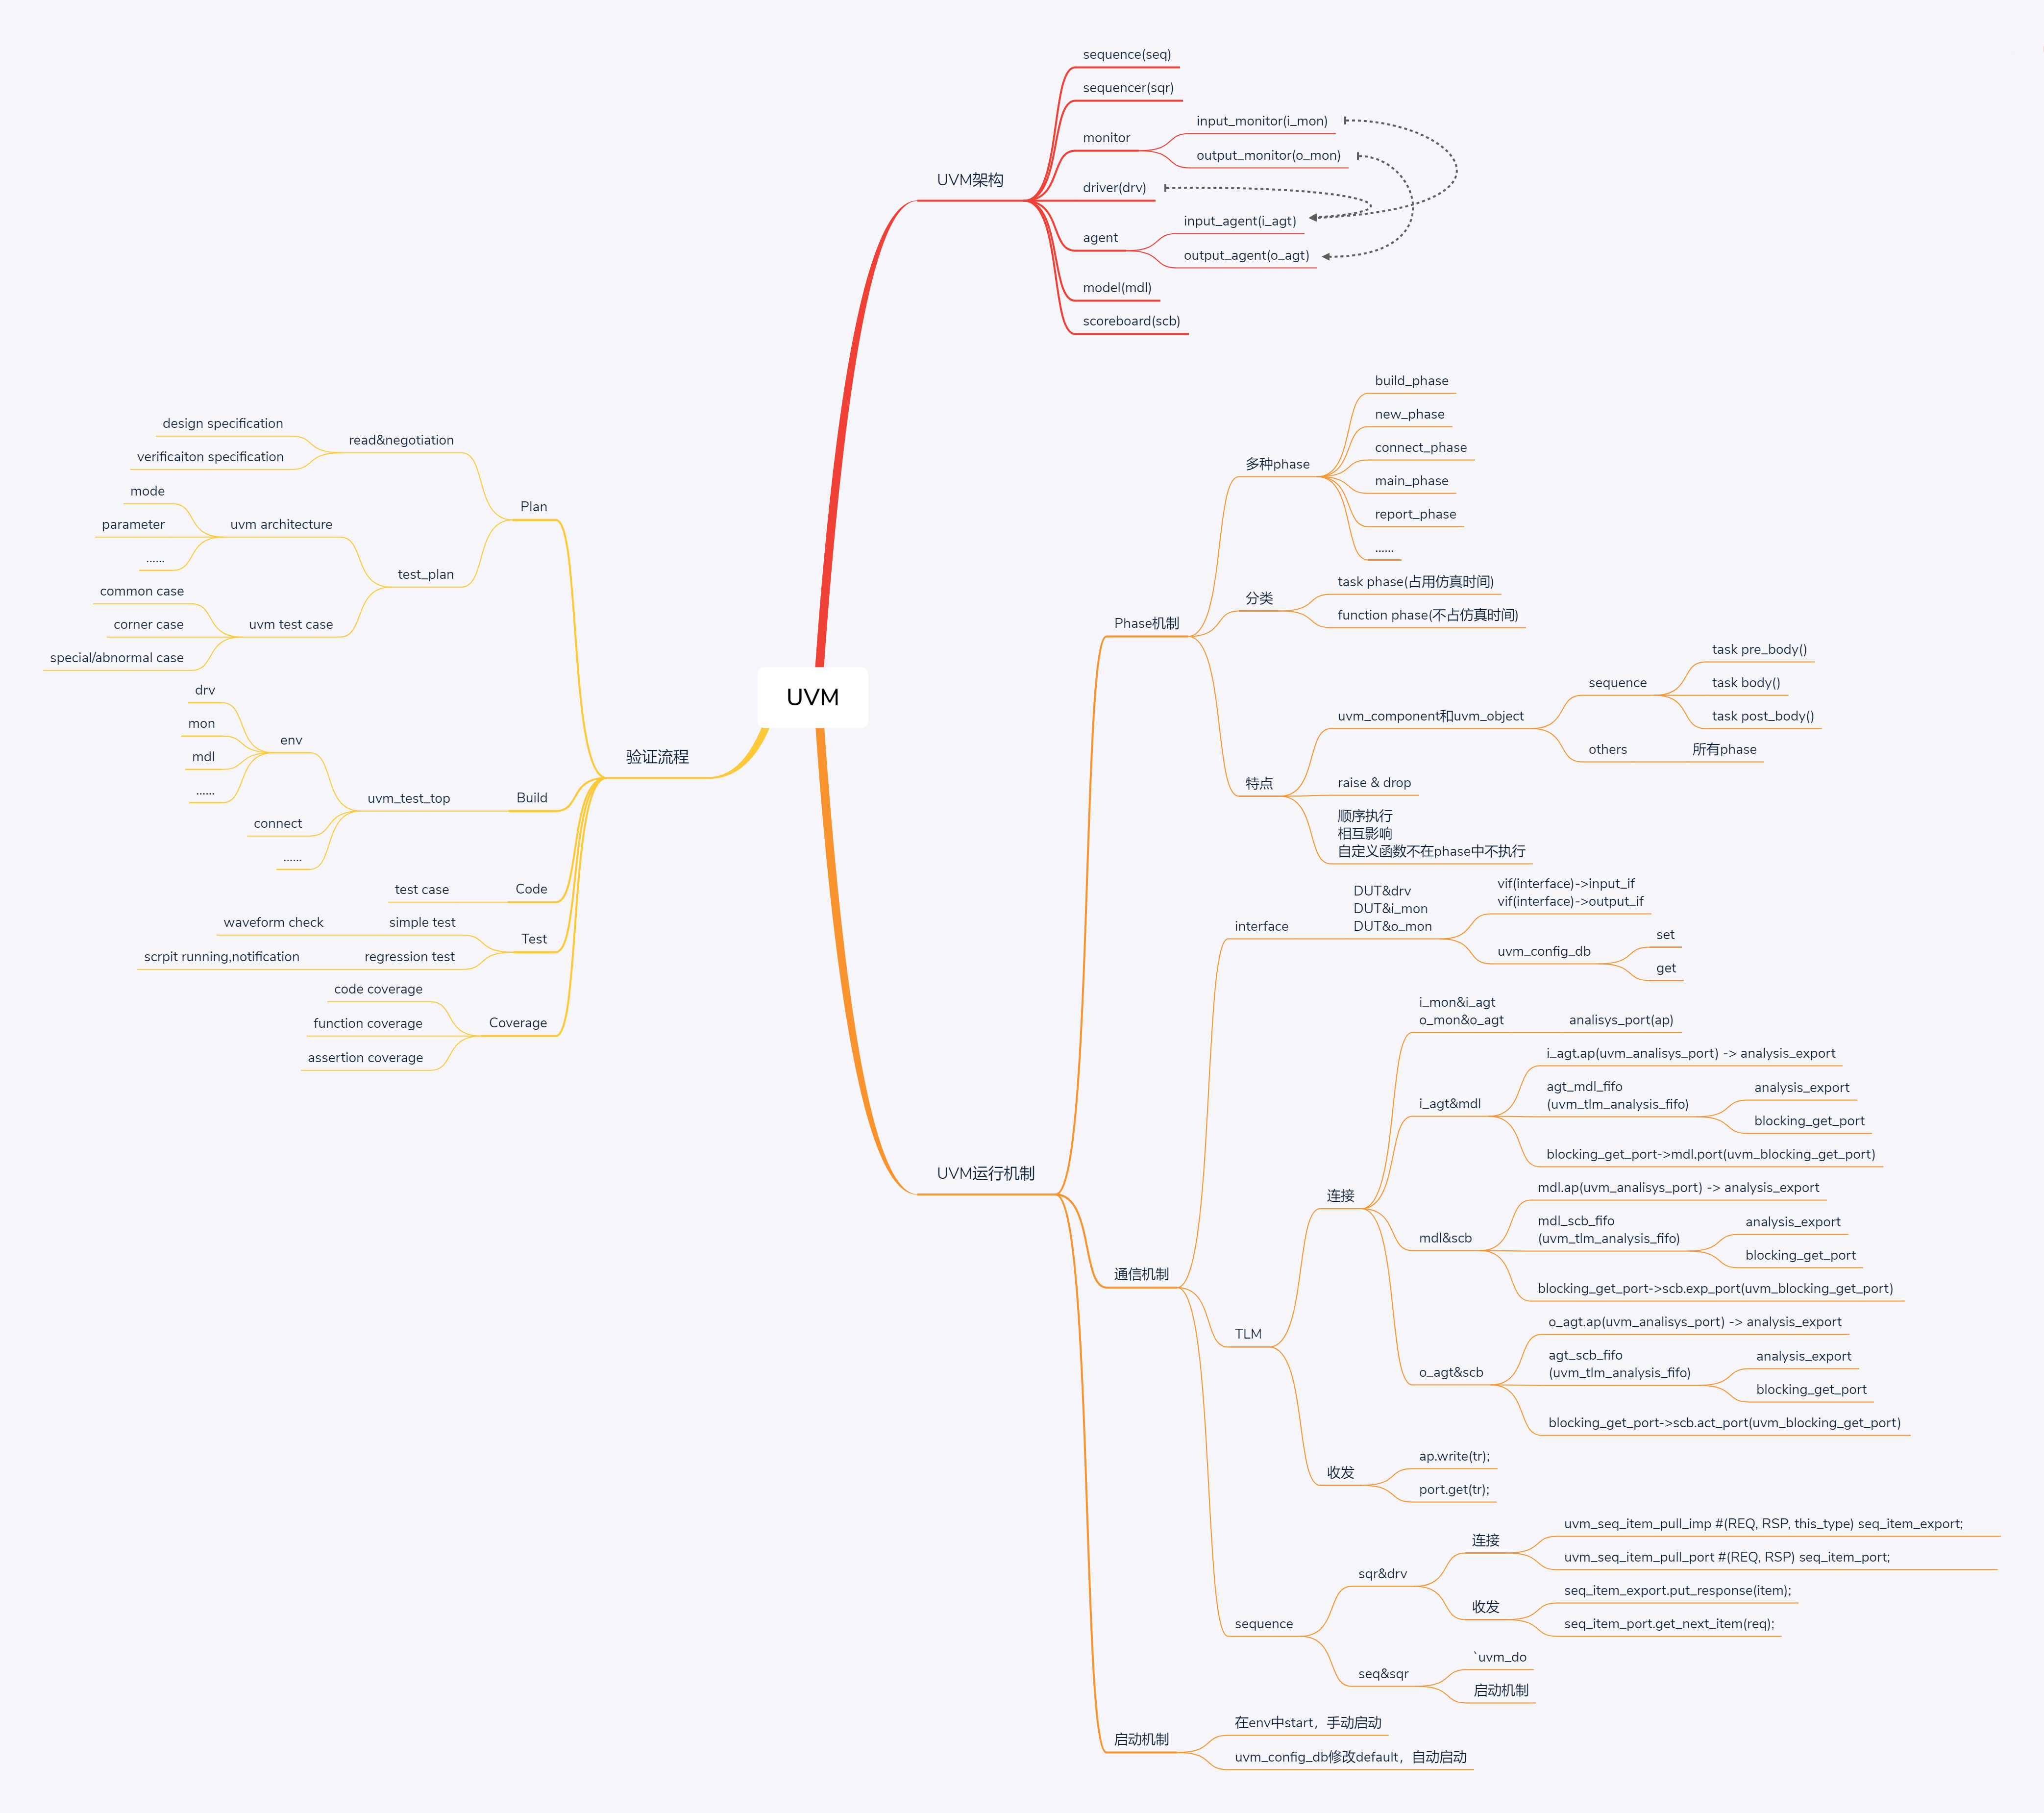 UVM
UVM架构
sequence(seq)
sequencer(sqr)
monitor
input_monitor(i_mon)
output_monitor(o_mon)
driver(drv)
agent
input_agent(i_agt)
output_agent(o_agt)
model(mdl)
scoreboard(scb)
UVM运行机制
Phase机制
多种phase
build_phase
new_phase
connect_phase
main_phase
report_phase
......
分类
task phase(占用仿真时间)
function phase(不占仿真时间)
特点
uvm_component和uvm_object
sequence
task pre_body()
task body()
task post_body()
others
所有phase
raise & drop
顺序执行
相互影响
自定义函数不在phase中不执行
通信机制
interface
DUT&drv
DUT&i_mon
DUT&o_mon
vif(interface)->input_if
vif(interface)->output_if
uvm_config_db
set
get
TLM
连接
i_mon&i_agt
o_mon&o_agt
analisys_port(ap)
i_agt&mdl
i_agt.ap(uvm_analisys_port) -> analysis_export
agt_mdl_fifo
(uvm_tlm_analysis_fifo)
analysis_export
blocking_get_port
blocking_get_port->mdl.port(uvm_blocking_get_port)
mdl&scb
mdl.ap(uvm_analisys_port) -> analysis_export
mdl_scb_fifo
(uvm_tlm_analysis_fifo)
analysis_export
blocking_get_port
blocking_get_port->scb.exp_port(uvm_blocking_get_port)
o_agt&scb
o_agt.ap(uvm_analisys_port) -> analysis_export
agt_scb_fifo
(uvm_tlm_analysis_fifo)
analysis_export
blocking_get_port
blocking_get_port->scb.act_port(uvm_blocking_get_port)
收发
ap.write(tr);
port.get(tr);
sequence
sqr&drv
连接
uvm_seq_item_pull_imp #(REQ, RSP, this_type) seq_item_export;
uvm_seq_item_pull_port #(REQ, RSP) seq_item_port;
收发
seq_item_export.put_response(item);
seq_item_port.get_next_item(req);
seq&sqr
`uvm_do
启动机制
启动机制
在env中start，手动启动
uvm_config_db修改default，自动启动
验证流程
Plan
read&negotiation
design specification
verificaiton specification
test_plan
uvm architecture
mode
parameter
......
uvm test case
common case
corner case
special/abnormal case
Build
uvm_test_top
env
drv
mon
mdl
......
connect
......
Code
test case
Test
simple test
waveform check
regression test
scrpit running,notification
Coverage
code coverage
function coverage
assertion coverage